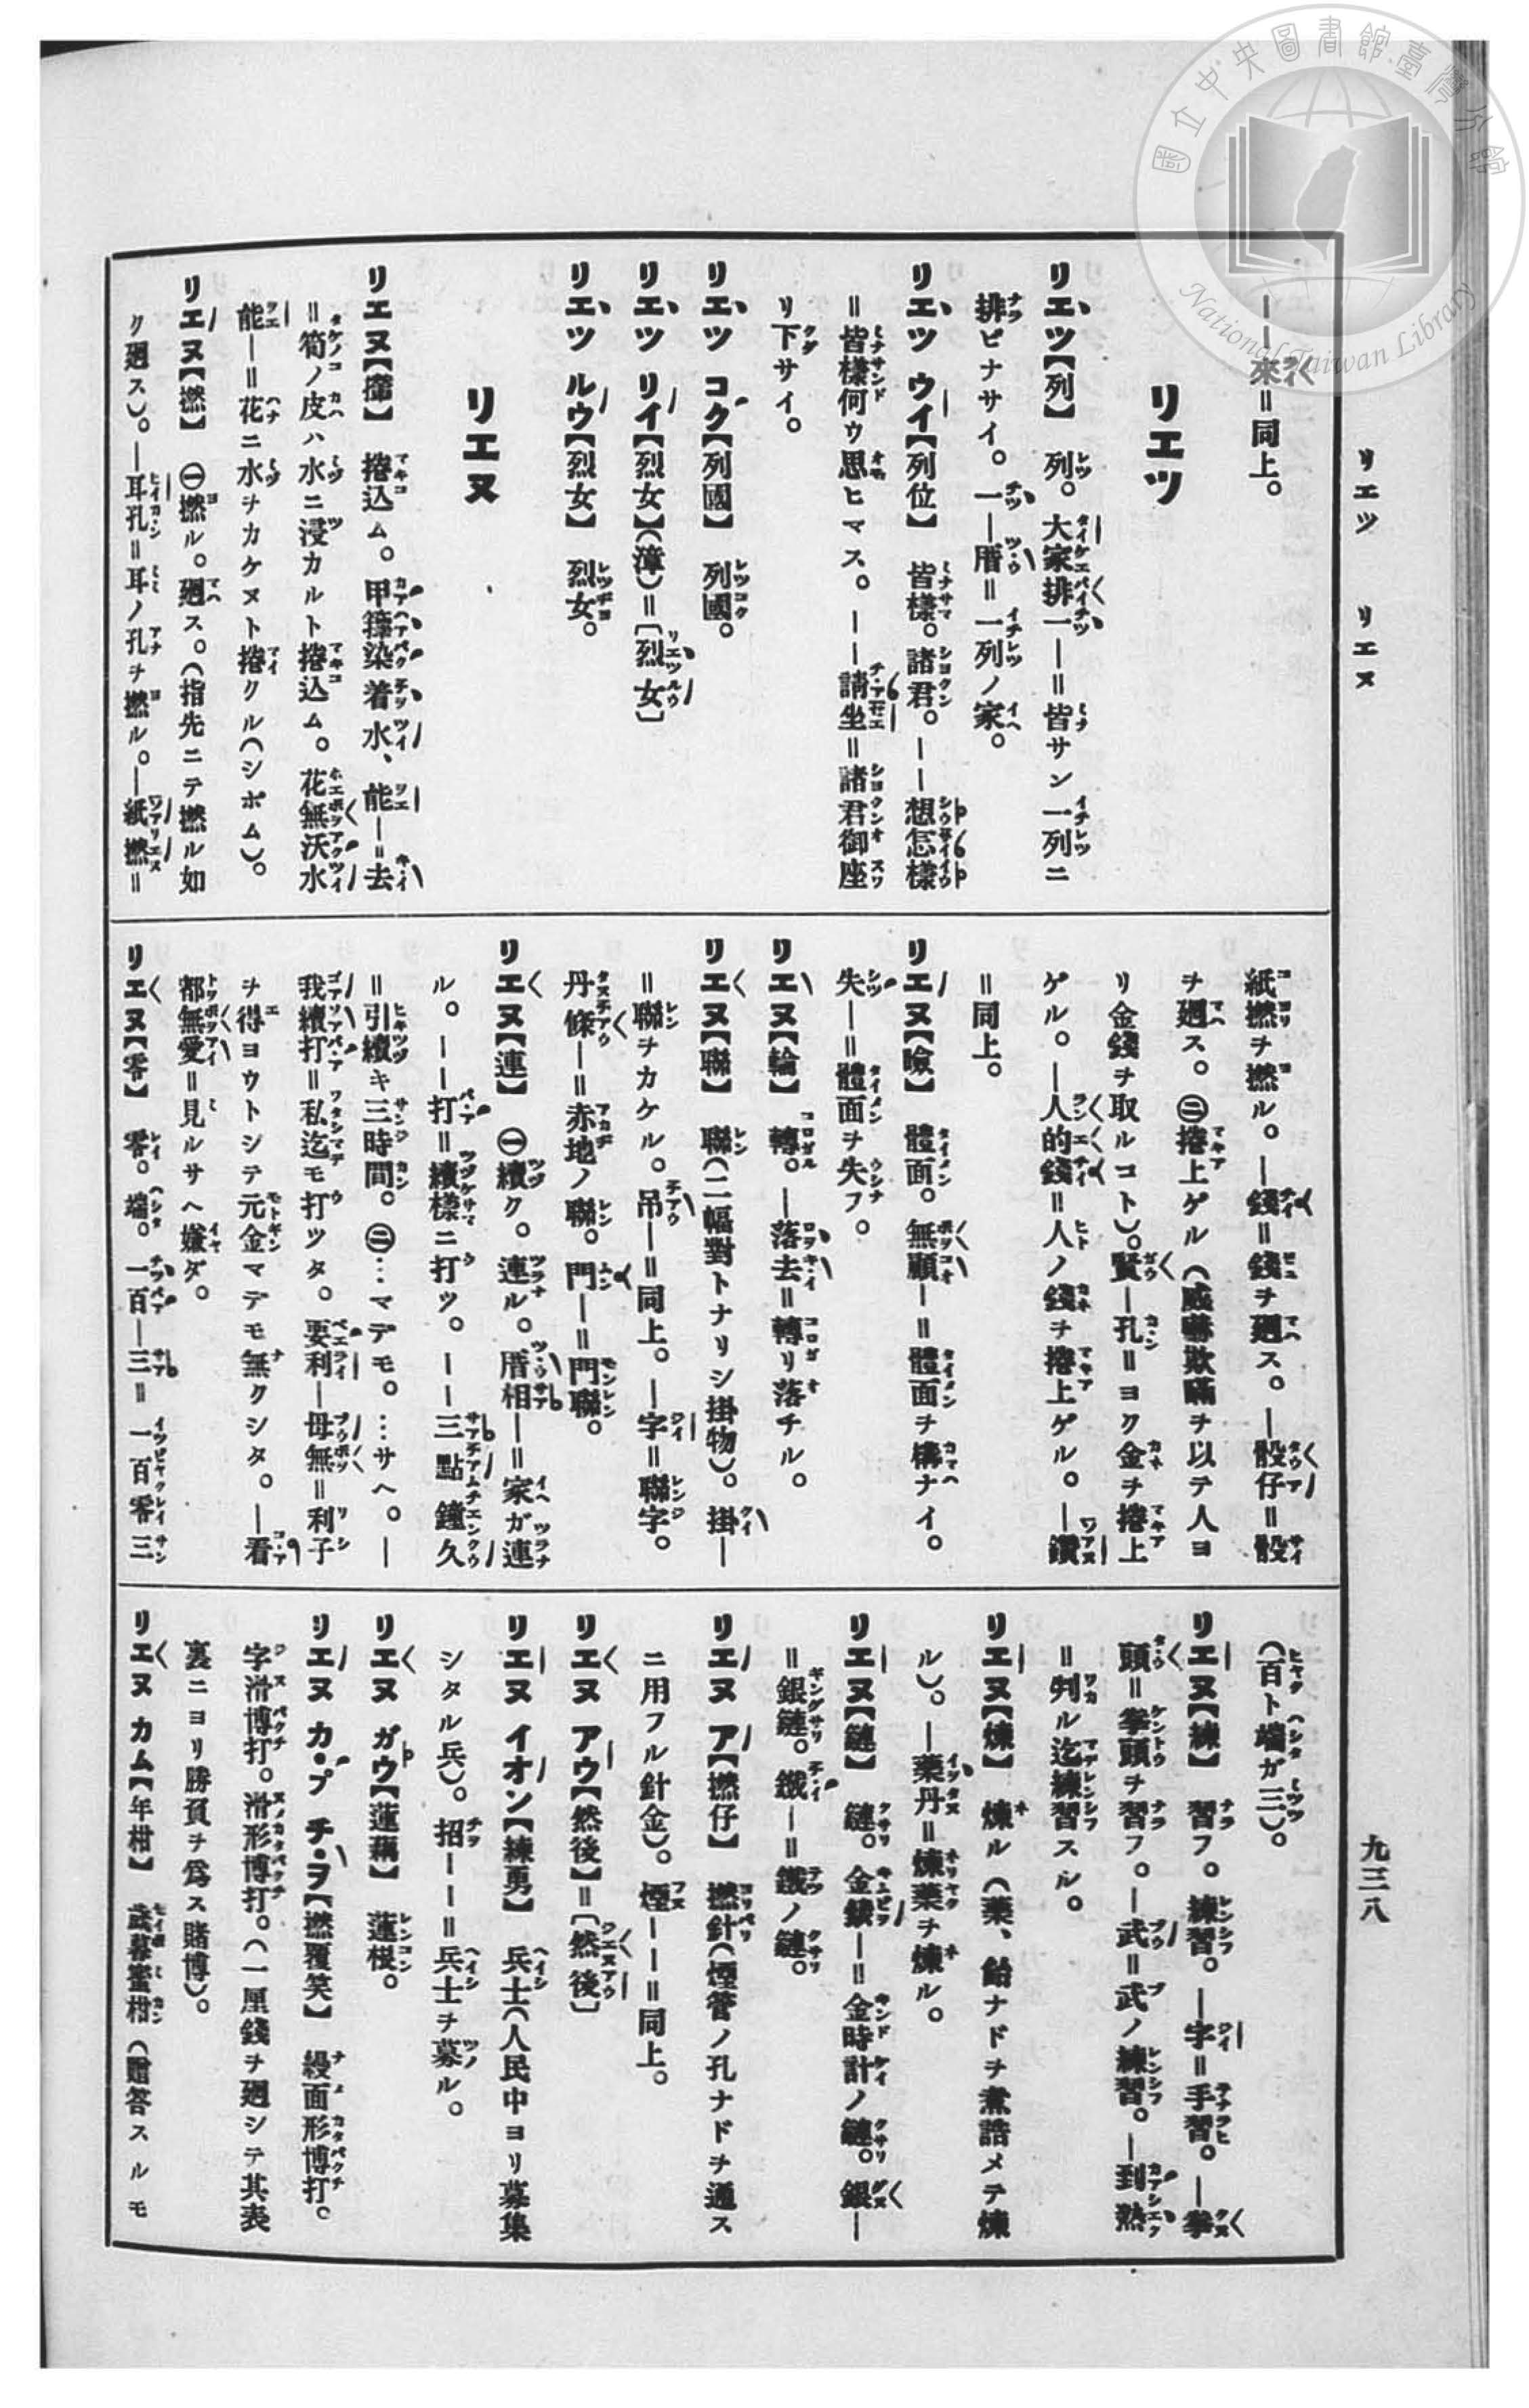 國立中央圖書館臺灣分館
National Taiwan Library
リエツ　リエヌ
九三八
――來＝同上。
リエツ
リエツ【列】　列。大家排一―＝皆サン一列ニ
排ビナサイ。一―厝＝一列ノ家。
リエツ ウイ【列位】　皆樣。諸君。――想怎樣
＝皆樣何ウ思ヒマス。――請坐＝諸君御座
リ下サイ。
リエツ コク【列國】　列國。
リエツ リイ【烈女】（漳）＝〔烈女〕
リエツ ルウ【烈女】　烈女。
リエヌ
リエヌ　捲込ム。甲籜染着水、能―＝去
＝筍ノ皮ハ水ニ浸カルト捲込ム。花無沃水
能―＝花ニ水ヲカケヌト捲クル（シボム）。
リエヌ【撚】　㊀撚ル。廻ス。（指先ニテ撚ル如
ク廻ス）。―耳孔＝耳ノ孔ヲ撚ル。―紙撚＝
紙撚ヲ撚ル。―錢＝錢ヲ廻ス。―骰仔＝骰
ヲ廻ス。㊁捲上ゲル（威嚇欺瞞ヲ以テ人ヨ
リ金錢ヲ取ルコト）。賢―孔＝ヨク金ヲ捲上
ゲル。―人的錢＝人ノ錢ヲ捲上ゲル。―鑽
＝同上。
リエヌ【瞼】　體面。無顧―＝體面ヲ構ナイ。
失―＝體面ヲ失フ。
リエヌ【輪】　轉。―落去＝轉リ落チル。
リエヌ【聯】　聯（二幅對トナリシ掛物）。掛―
＝聯ヲカケル。吊―＝同上。―字＝聯字。
丹條―＝赤地ノ聯。門―＝門聯。
リエヌ【連】　㊀續ク。連ル。厝相―＝家ガ連
ル。――打＝續樣ニ打ツ。――三點鐘久
＝引續キ三時間。㊁…マデモ。…サヘ。―
我續打＝私迄モ打ツタ。要利―母無＝利子
ヲ得ヨウトシテ元金マデモ無クシタ。―看
都無愛＝見ルサヘ嫌ダ。
リエヌ【零】　零。端。一百―三＝一百零三
（百ト端ガ三）。
リエヌ【練】　習フ。練習。―字＝手習。―拳
頭＝拳頭ヲ習フ。―武＝武ノ練習。―到熟
＝判ル迄練習スル。
リエヌ【煉】　煉ル（藥、飴ナドヲ煮詰メテ煉
ル）。―藥丹＝煉藥ヲ煉ル。
リエヌ【鏈】　鏈。金錶―＝金時計ノ鏈。銀―
＝銀鏈。鐵―＝鐵ノ鏈。
リエヌ ア【撚仔】　撚針（煙管ノ孔ナドヲ通ス
ニ用フル針金）。煙――＝同上。
リエヌ アウ【然後】＝〔然後〕
リエヌ イオン【練勇】　兵士（人民中ヨリ募集
シタル兵）。招――＝兵士ヲ募ル。
リエヌ ガウ【蓮藕】　蓮根。
リエヌ カ・プ チ・ヲ【撚覆笑】　縵面形博打。
字滑博打。滑形博打。（一厘錢ヲ廻シテ其表
裏ニヨリ勝負ヲ爲ス賭博）。
リエヌ カム【年柑】　歲暮蜜柑（贈答スルモ